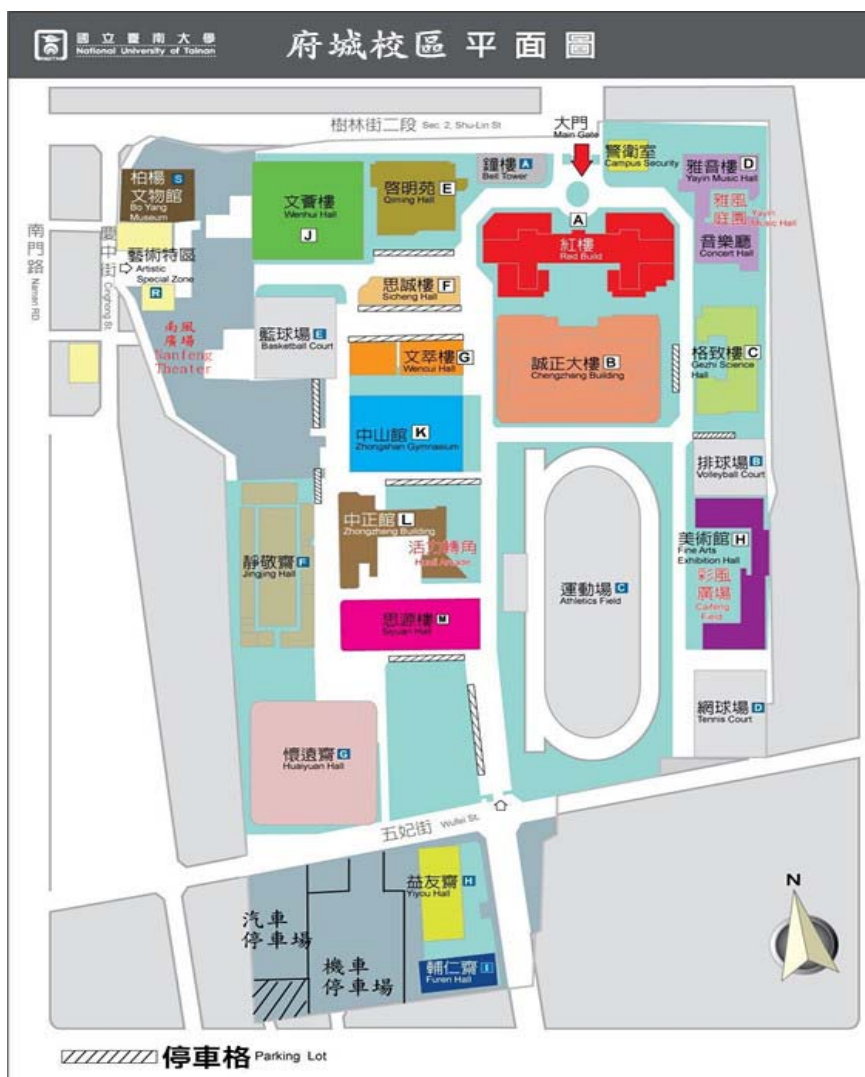 國立臺南大學
National University of Tainan
府城校區 平面圖
樹林街二段 Sec. 2, Shu-Lin St
大門
Main Gate
警衛室
Campus Security
鐘樓 A
Bell Tower
雅音樓 D
Yayin Music Hall
雅風
庭園
Yayin
Music Hall
音樂廳
Concert Hall
柏楊 S
文物館
Bo Yang
Museum
文薈樓
Wenhui Hall
J
啓明苑 E
Qiming Hall
A
紅樓
Red Build
南門路
Nanan RD
慶中街
Cinghong St.
藝術特區
Artistic
Special Zone
R
思誠樓 F
Sicheng Hall
南風
廣場
Nanfeng
Theater
籃球場 E
Basketball Court
文萃樓 G
Wencui Hall
誠正大樓 B
Chengzheng Building
格致樓 C
Gezhi Science
Hall
中山館 K
Zhongshan Gymnasium
排球場 B
Volleyball Court
中正館 L
Zhongzheng Building
活力轉角
美術館 H
Fine Arts
Exhibition Hall
彩風
廣場
Caifeng
Field
靜敬齋 F
Jingjing Hall
運動場 C
Athletics Field
思源樓 M
Siyuan Hall
網球場 D
Tennis Court
懷遠齋 G
Huaiyuan Hall
五妃街 Wufei St.
益友齋 H
Yiyou Hall
汽車
停車場
機車
停車場
輔仁齋 I
Furen Hall
N
停車格 Parking Lot